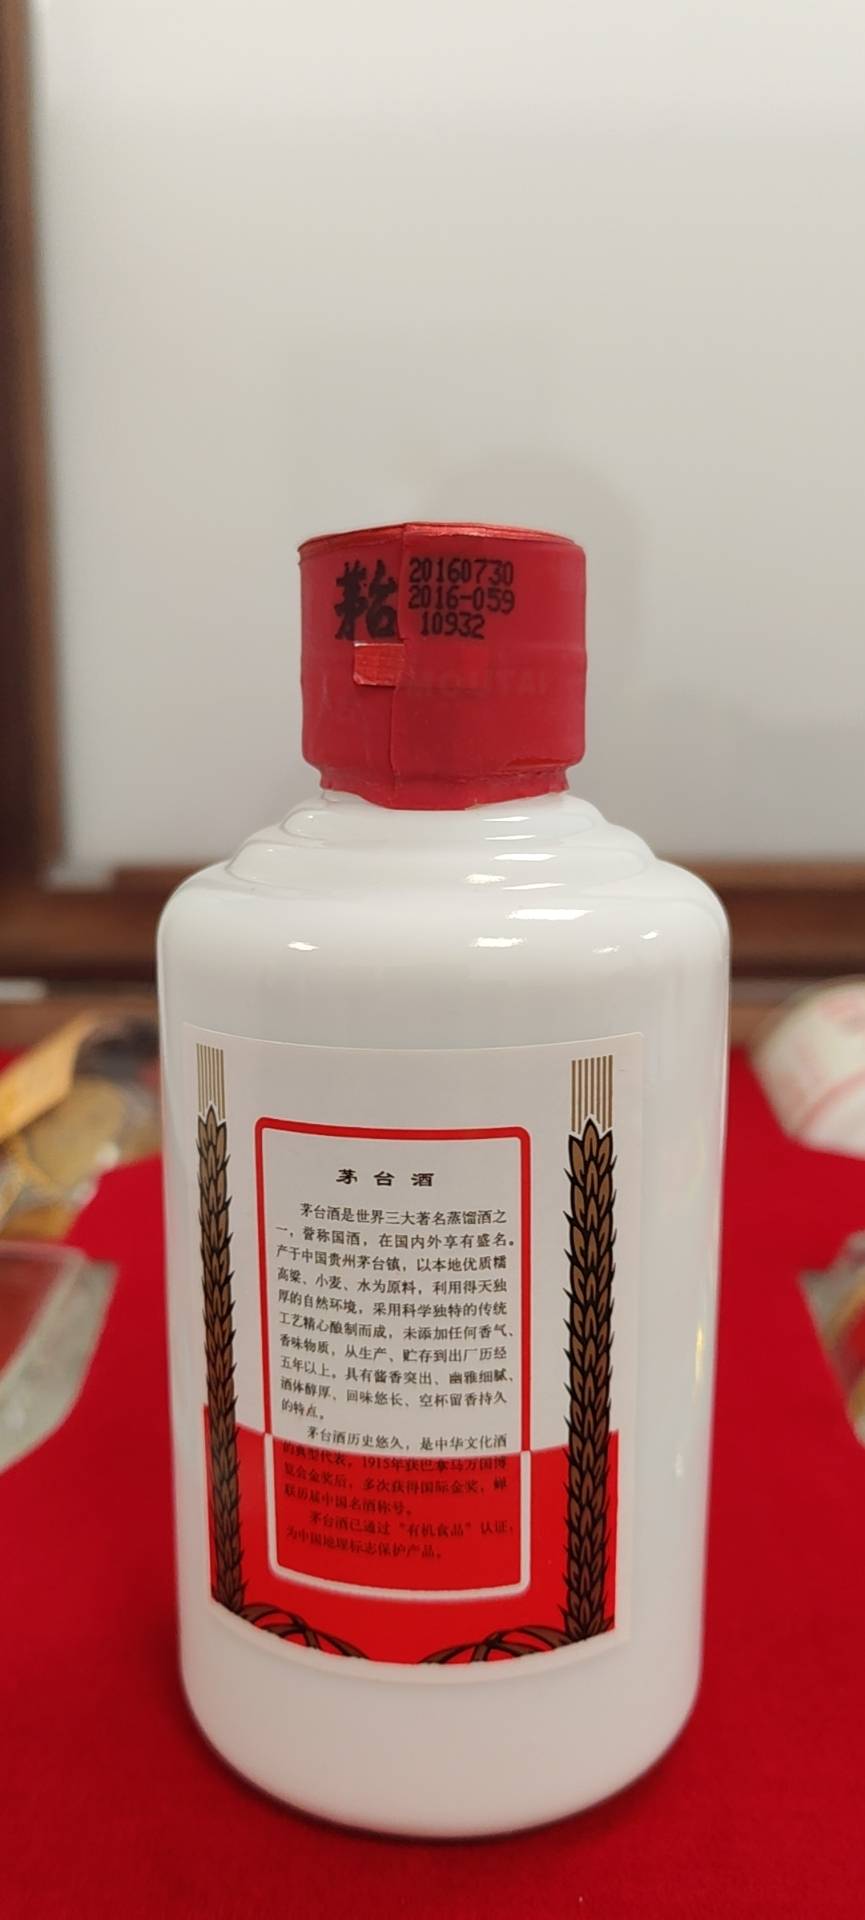 茅台
20160730
2016-059
10932
MOUTAI
茅台酒
茅台酒是世界三大著名蒸馏酒之
一，誉称国酒，在国内外享有盛名。
产于中国贵州茅台镇，以本地优质糯
高粱、小麦、水为原料，利用得天独
厚的自然环境，采用科学独特的传统
工艺精心酿制而成，未添加任何香气、
香味物质，从生产、贮存到出厂历经
五年以上。具有酱香突出、幽雅细腻、
酒体醇厚、回味悠长、空杯留香持久
的特点。
茅台酒历史悠久，是中华文化酒
的典型代表，1915年获巴拿马万国博
览会金奖后，多次获得国际金奖，蝉
联历届中国名酒称号。
茅台酒已通过“有机食品”认证，
为中国地理标志保护产品。